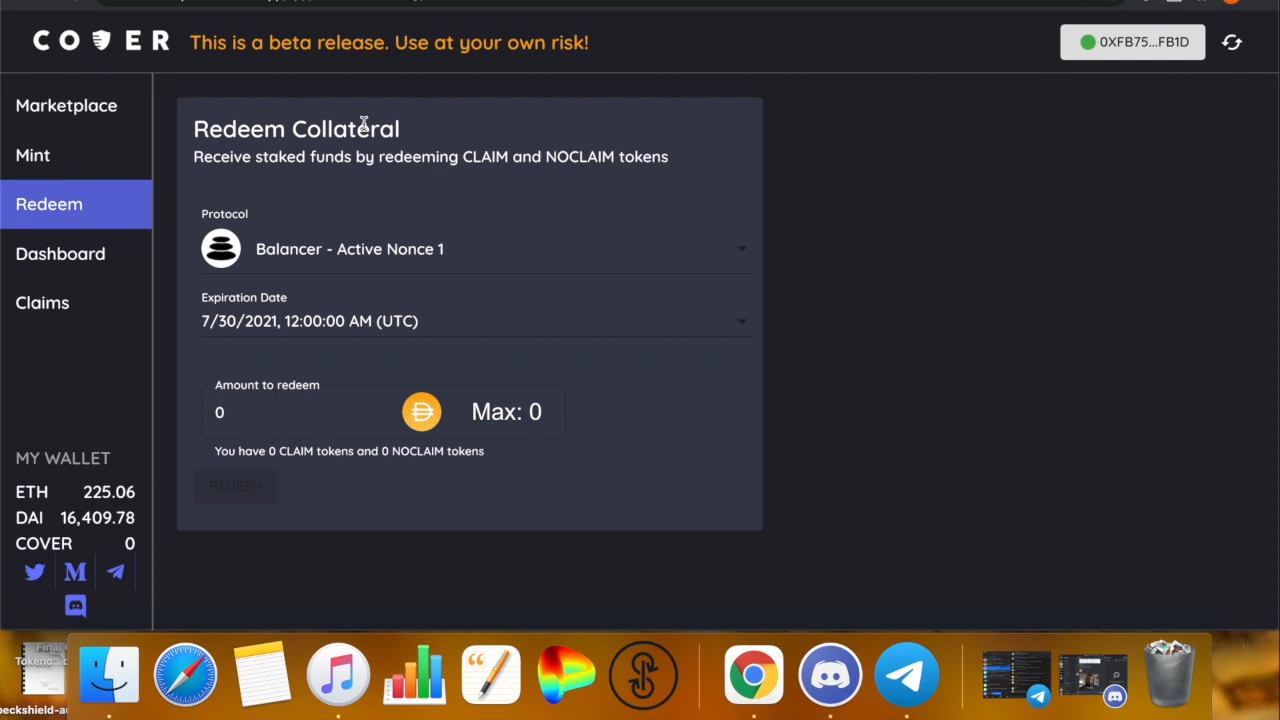 COVER This is a beta release. Use at your own risk! 0XFB75...FB1D
Marketplace
Mint
Redeem
Dashboard
Claims
Redeem Collateral
Receive staked funds by redeeming CLAIM and NOCLAIM tokens
Protocol
Balancer - Active Nonce 1
Expiration Date
7/30/2021, 12:00:00 AM (UTC)
Amount to redeem
0 Max: 0
You have 0 CLAIM tokens and 0 NOCLAIM tokens
REDEEM
MY WALLET
ETH 225.06
DAI 16,409.78
COVER 0
Final